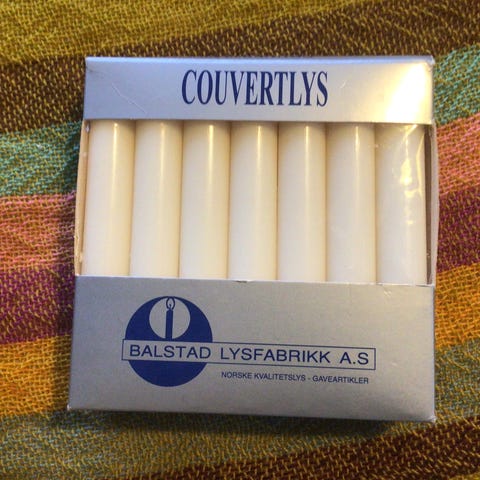 COUVERTLYS
BALSTAD LYSFABRIKK A.S
NORSKE KVALITETSLYS - GAVEARTIKLER